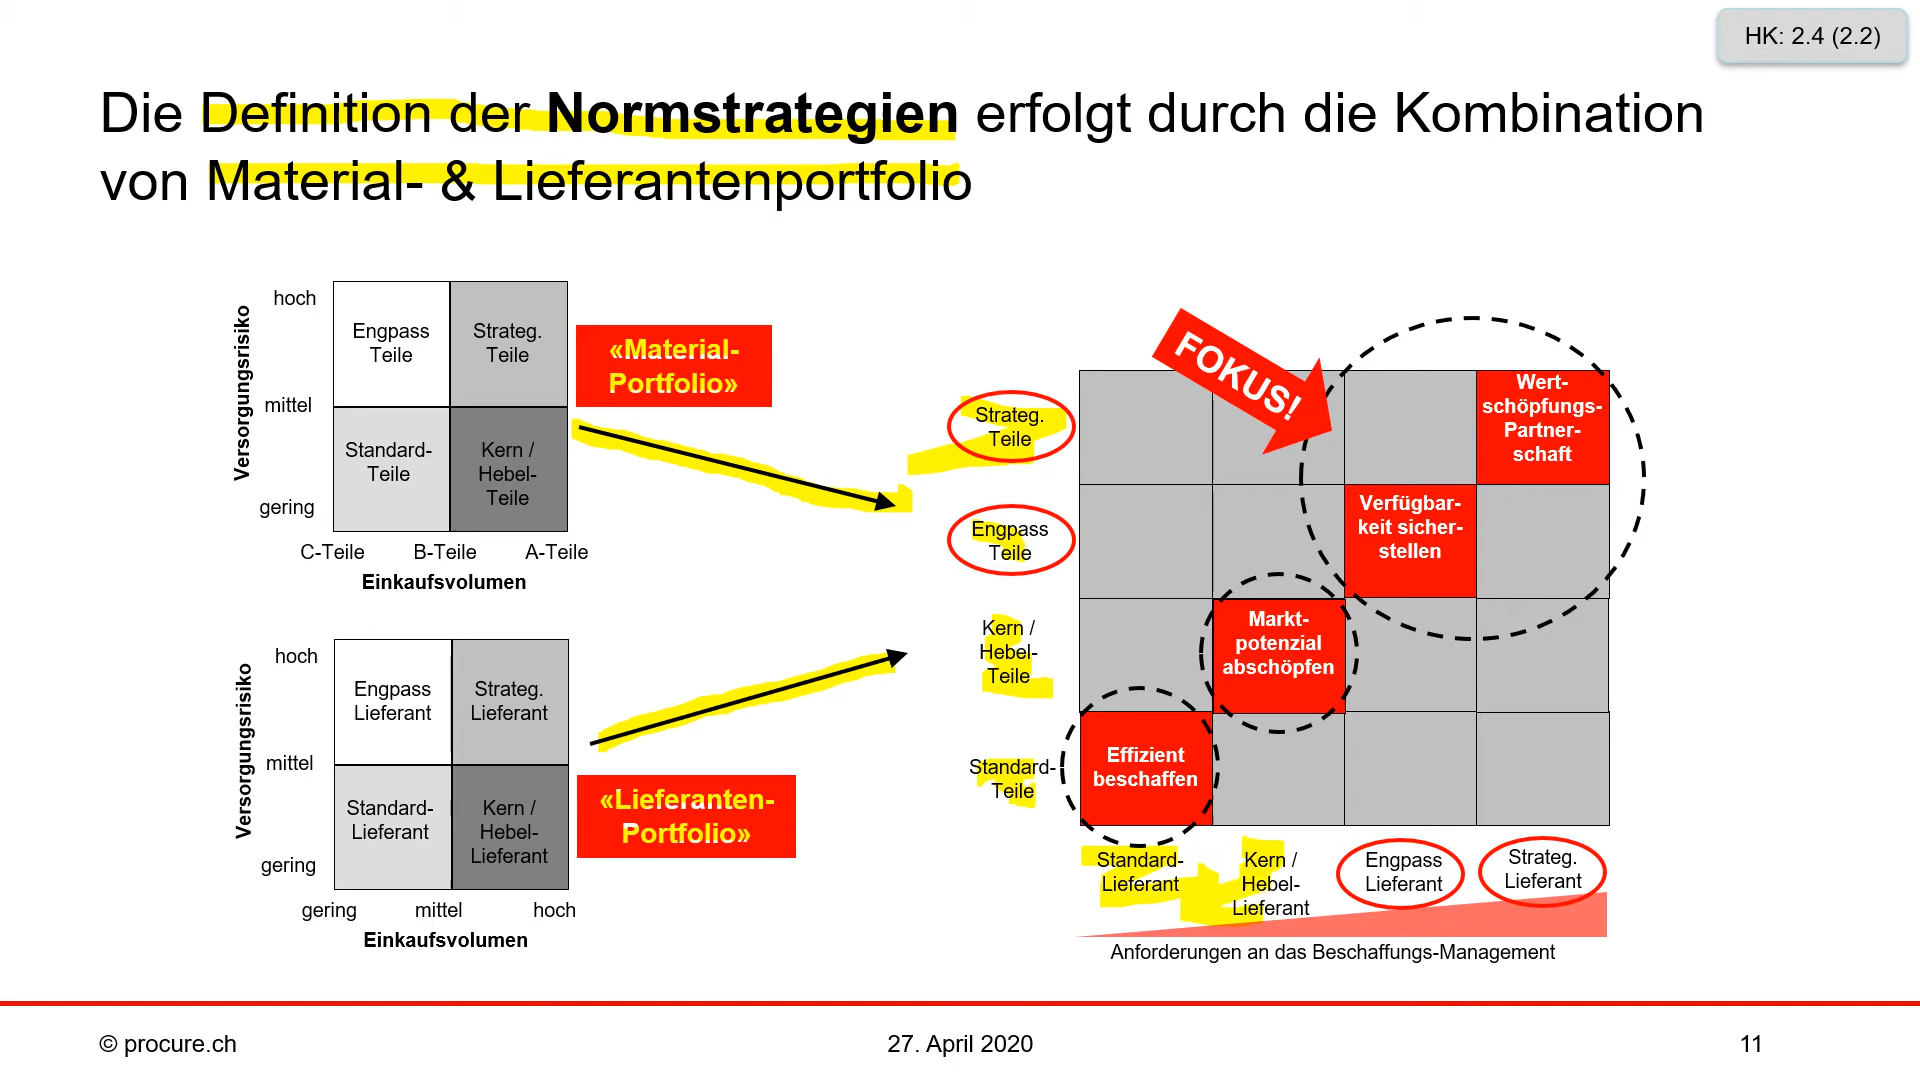 HK: 2.4 (2.2)
Die Definition der Normstrategien erfolgt durch die Kombination
von Material- & Lieferantenportfolio
Versorgungsrisiko
hoch
mittel
gering
Engpass
Teile
Strateg.
Teile
Standard-
Teile
Kern /
Hebel-
Teile
C-Teile
B-Teile
A-Teile
Einkaufsvolumen
«Material-
Portfolio»
Versorgungsrisiko
hoch
mittel
gering
Engpass
Lieferant
Strateg.
Lieferant
Standard-
Lieferant
Kern /
Hebel-
Lieferant
gering
mittel
hoch
Einkaufsvolumen
«Lieferanten-
Portfolio»
FOKUS!
Strateg.
Teile
Engpass
Teile
Kern /
Hebel-
Teile
Standard-
Teile
Wert-
schöpfungs-
Partner-
schaft
Verfügbar-
keit sicher-
stellen
Markt-
potenzial
abschöpfen
Effizient
beschaffen
Standard-
Lieferant
Kern /
Hebel-
Lieferant
Engpass
Lieferant
Strateg.
Lieferant
Anforderungen an das Beschaffungs-Management
© procure.ch
27. April 2020
11